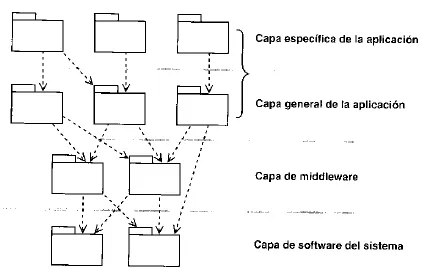 Capa específica de la aplicación
Capa general de la aplicación
Capa de middleware
Capa de software del sistema